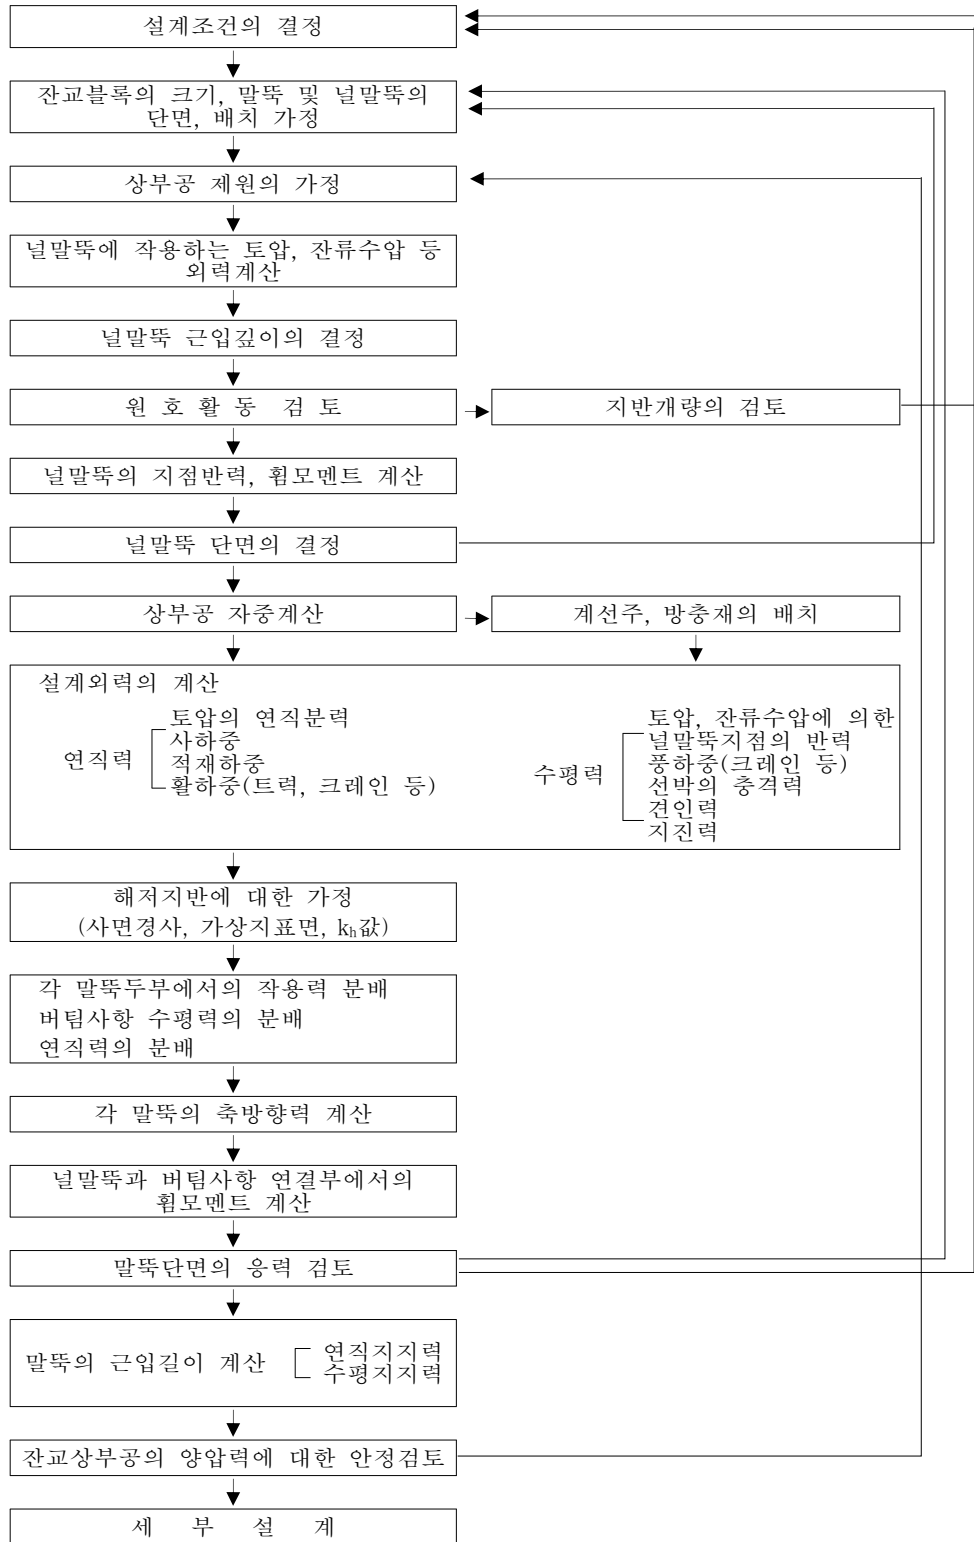 설계조건의 결정
잔교블록의 크기, 말뚝 및 널말뚝의
단면, 배치 가정
상부공 제원의 가정
널말뚝에 작용하는 토압, 잔류수압 등
외력계산
널말뚝 근입깊이의 결정
원 호 활 동 검 토
지반개량의 검토
널말뚝의 지점반력, 휨모멘트 계산
널말뚝 단면의 결정
상부공 자중계산
계선주, 방충재의 배치
설계외력의 계산
연직력
토압의 연직분력
사하중
적재하중
활하중(트럭, 크레인 등)
수평력
토압, 잔류수압에 의한
널말뚝지점의 반력
풍하중(크레인 등)
선박의 충격력
견인력
지진력
해저지반에 대한 가정
(사면경사, 가상지표면, kh값)
각 말뚝두부에서의 작용력 분배
버팀사항 수평력의 분배
연직력의 분배
각 말뚝의 축방향력 계산
널말뚝과 버팀사항 연결부에서의
휨모멘트 계산
말뚝단면의 응력 검토
말뚝의 근입길이 계산
연직지지력
수평지지력
잔교상부공의 양압력에 대한 안정검토
세 부 설 계